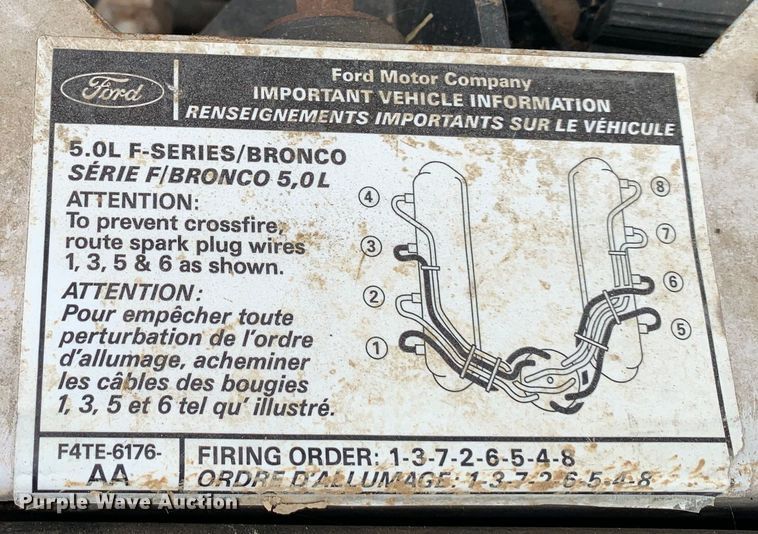 Ford
Ford Motor Company
IMPORTANT VEHICLE INFORMATION
RENSEIGNEMENTS IMPORTANTS SUR LE VÉHICULE
5.0L F-SERIES/BRONCO
SÉRIE F/BRONCO 5,0L
ATTENTION:
To prevent crossfire,
route spark plug wires
1, 3, 5 & 6 as shown.
ATTENTION:
Pour empêcher toute
perturbation de l'ordre
d'allumage, acheminer
les câbles des bougies
1, 3, 5 et 6 tel qu' illustré.
4
3
2
1
8
7
6
5
F4TE-6176-
AA
FIRING ORDER: 1-3-7-2-6-5-4-8
ORDRE D'ALLUMAGE: 1-3-7-2-6-5-4-8
Purple Wave Auction